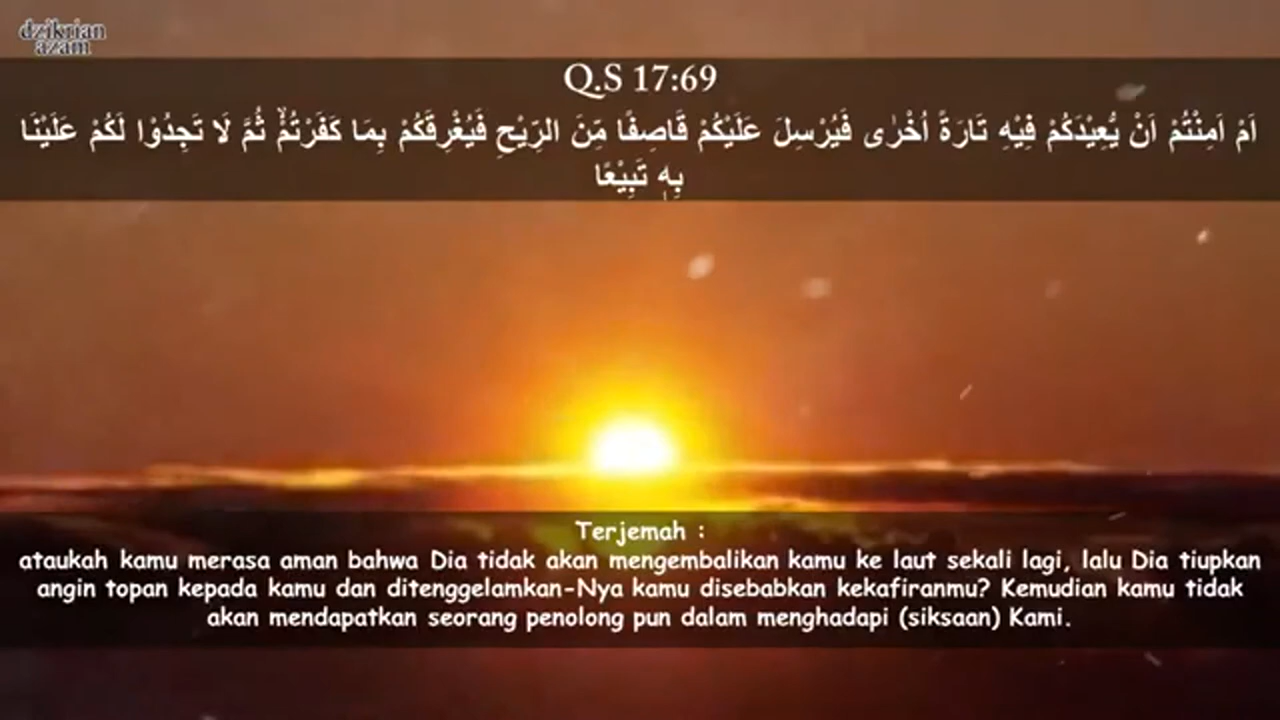 dzikrian
azam
Q.S 17:69
اَمْ اَمِنْتُمْ اَنْ يُّعِيْدَكُمْ فِيْهِ تَارَةً اُخْرٰى فَيُرْسِلَ عَلَيْكُمْ قَاصِفًا مِّنَ الرِّيْحِ فَيُغْرِقَكُمْ بِمَا كَفَرْتُمْۙ ثُمَّ لَا تَجِدُوْا لَكُمْ عَلَيْنَا
بِهٖ تَبِيْعًا
Terjemah :
ataukah kamu merasa aman bahwa Dia tidak akan mengembalikan kamu ke laut sekali lagi, lalu Dia tiupkan
angin topan kepada kamu dan ditenggelamkan-Nya kamu disebabkan kekafiranmu? Kemudian kamu tidak
akan mendapatkan seorang penolong pun dalam menghadapi (siksaan) Kami.